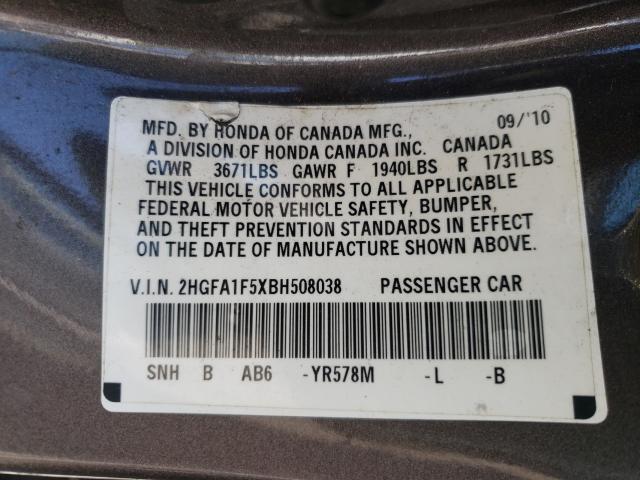 09/'10
MFD. BY HONDA OF CANADA MFG.,
A DIVISION OF HONDA CANADA INC. CANADA
GVWR 3671LBS GAWR F 1940LBS R 1731LBS
THIS VEHICLE CONFORMS TO ALL APPLICABLE
FEDERAL MOTOR VEHICLE SAFETY, BUMPER,
AND THEFT PREVENTION STANDARDS IN EFFECT
ON THE DATE OF MANUFACTURE SHOWN ABOVE.
V.I.N. 2HGFA1F5XBH508038 PASSENGER CAR
SNH B AB6 -YR578M -L -B